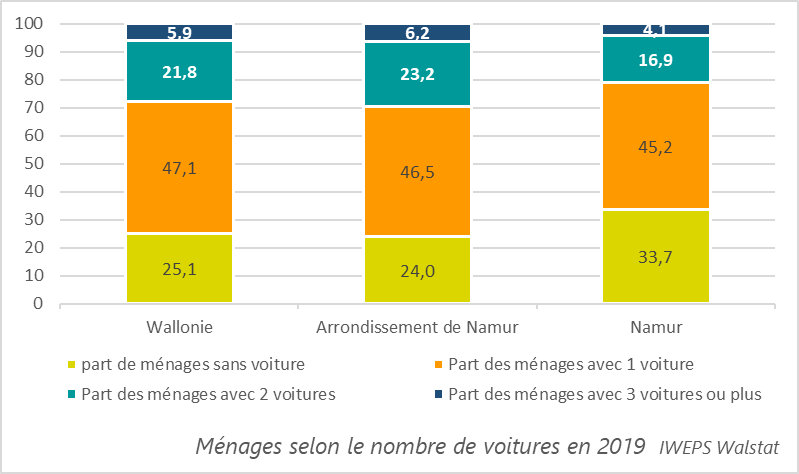 100
90
80
70
60
50
40
30
20
10
0
5,9
6,2
4,1
21,8
23,2
16,9
47,1
46,5
45,2
25,1
24,0
33,7
Wallonie
Arrondissement de Namur
Namur
part de ménages sans voiture
Part des ménages avec 1 voiture
Part des ménages avec 2 voitures
Part des ménages avec 3 voitures ou plus
Ménages selon le nombre de voitures en 2019 IWEPS Walstat